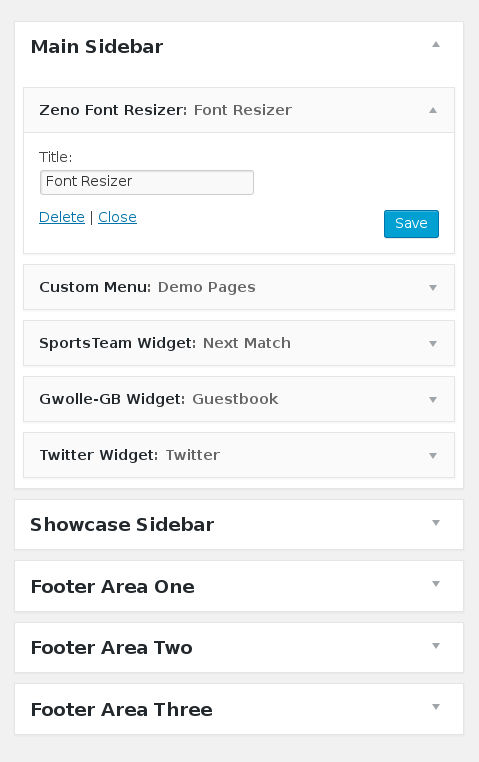 Main Sidebar
Zeno Font Resizer: Font Resizer
Title:
Font Resizer
Delete | Close
Save
Custom Menu: Demo Pages
SportsTeam Widget: Next Match
Gwolle-GB Widget: Guestbook
Twitter Widget: Twitter
Showcase Sidebar
Footer Area One
Footer Area Two
Footer Area Three